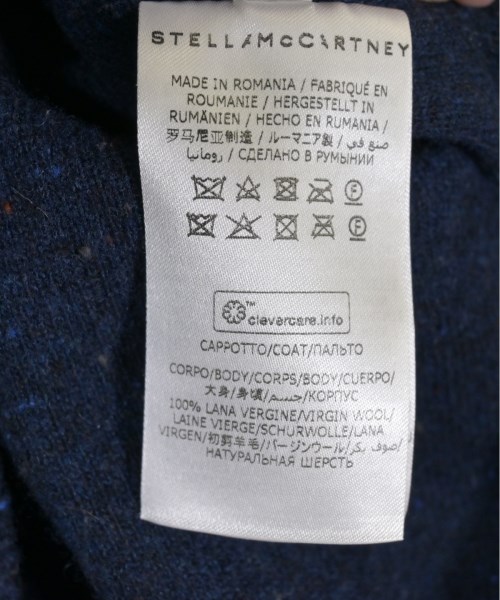 STELLAMcCARTNEY
MADE IN ROMANIA / FABRIQUÉ EN
ROUMANIE / HERGESTELLT IN
RUMÄNIEN / HECHO EN RUMANIA /
罗马尼亚制造 / ルーマニア製 / صنع في
رومانيا / СДЕЛАНО В РУМЫНИИ
F
F
™
clevercare.info
CAPPOTTO/COAT/ПАЛЬТО
CORPO/BODY/CORPS/BODY/CUERPO/
大身/身頃/جسم/КОРПУС
100% LANA VERGINE/VIRGIN WOOL/
LAINE VIERGE/SCHURWOLLE/LANA
VIRGEN/初剪羊毛/バージンウール/صوف بكر/
НАТУРАЛЬНАЯ ШЕРСТЬ